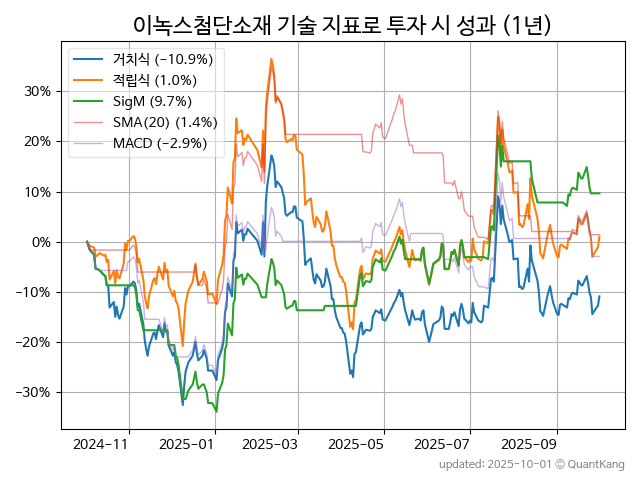 이녹스첨단소재 기술 지표로 투자 시 성과 (1년)
거치식 (−10.9%)
적립식 (1.0%)
SigM (9.7%)
SMA(20) (1.4%)
MACD (−2.9%)
30%
20%
10%
0%
−10%
−20%
−30%
2024-11
2025-01
2025-03
2025-05
2025-07
2025-09
updated: 2025-10-01 © QuantKang